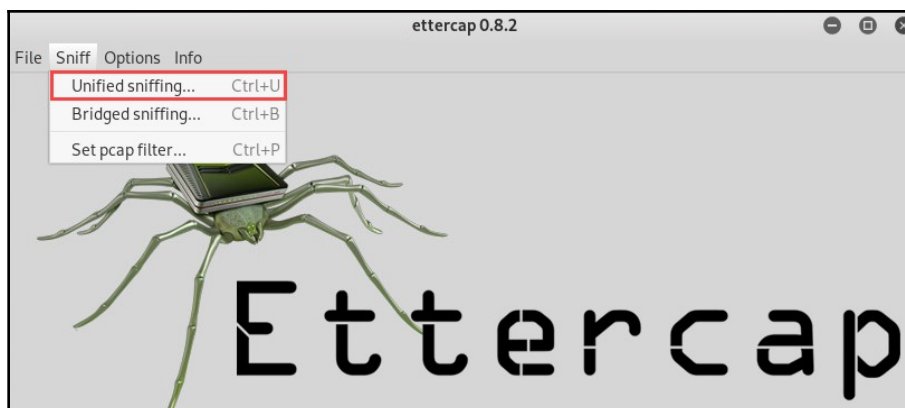 ettercap 0.8.2
File Sniff Options Info
Unified sniffing... Ctrl+U
Bridged sniffing... Ctrl+B
Set pcap filter... Ctrl+P
Ettercap